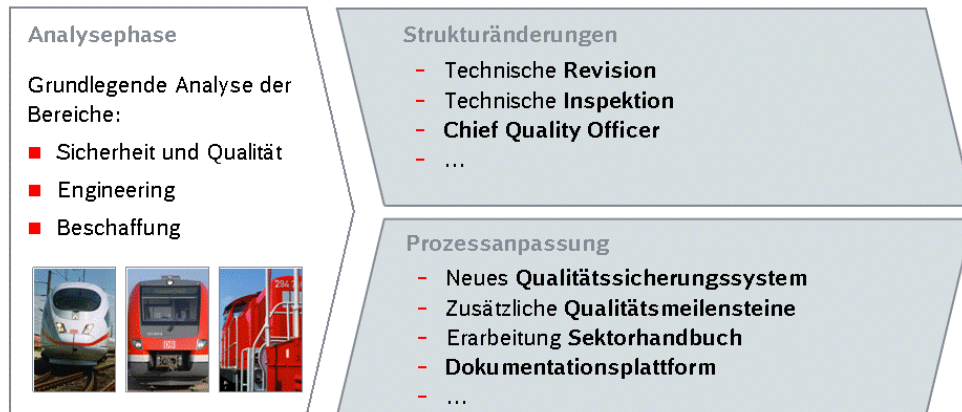 Analysephase
Grundlegende Analyse der
Bereiche:
■ Sicherheit und Qualität
■ Engineering
■ Beschaffung
DB
Strukturänderungen
– Technische Revision
– Technische Inspektion
– Chief Quality Officer
– ...
Prozessanpassung
– Neues Qualitätssicherungssystem
– Zusätzliche Qualitätsmeilensteine
– Erarbeitung Sektorhandbuch
– Dokumentationsplattform
– ...